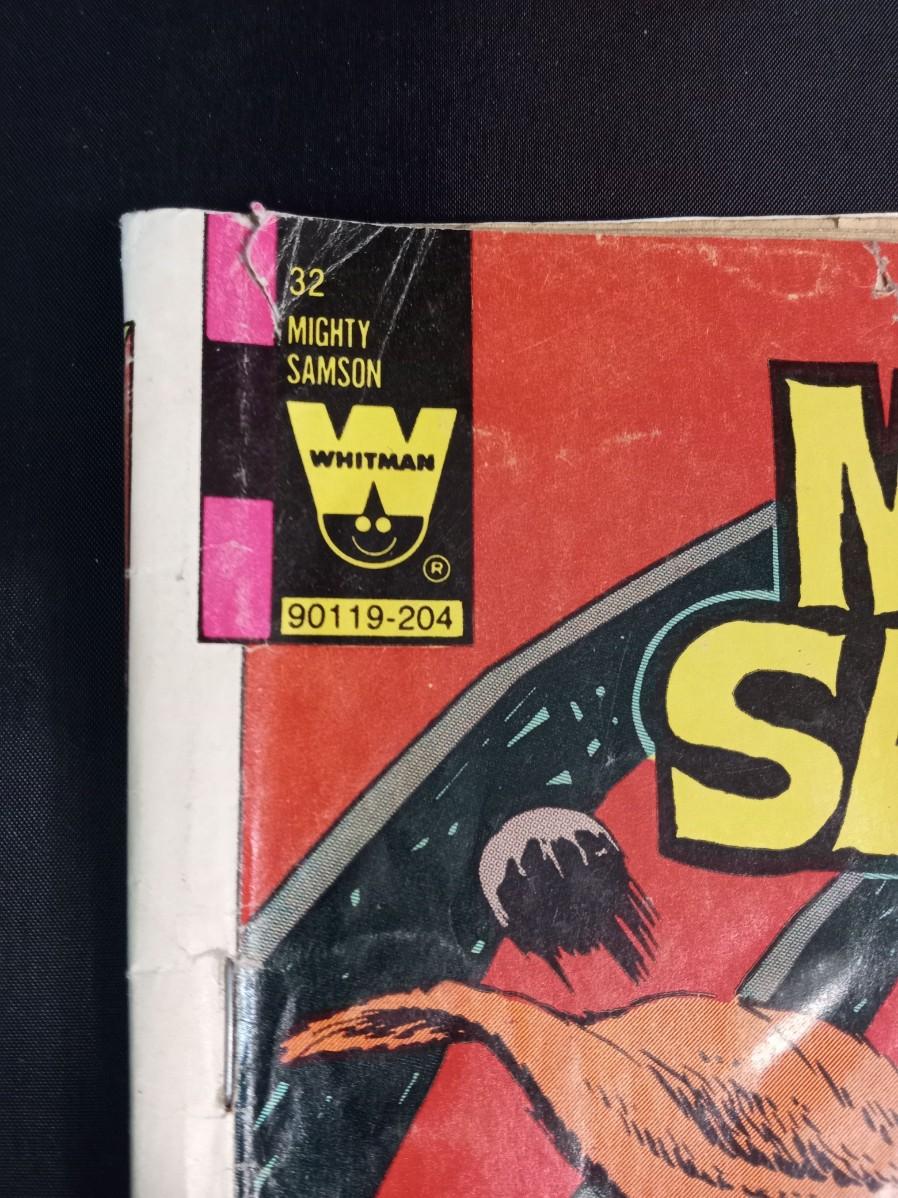 32
MIGHTY
SAMSON
WHITMAN
®
90119-204
M
S